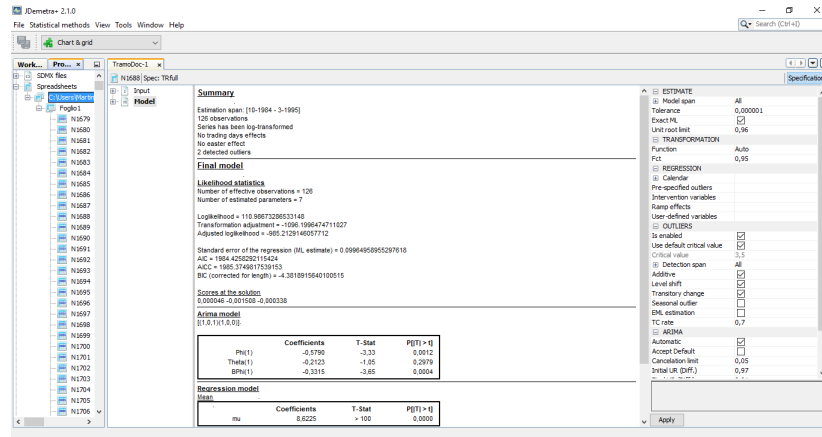 JDemetra+ 2.1.0
File Statistical methods View Tools Window Help
Search (Ctrl+I)
Chart & grid
Work... Pro... ×
TramoDoc-1 ×
N1688 Spec: TRfull
Specification
SDMX files
Spreadsheets
C:\Users\Martin
Foglio1
N1679
N1680
N1681
N1682
N1683
N1684
N1685
N1686
N1687
N1688
N1689
N1690
N1691
N1692
N1693
N1694
N1695
N1696
N1697
N1698
N1699
N1700
N1701
N1702
N1703
N1704
N1705
N1706
Input
Model
Summary
Estimation span: [10-1984 - 3-1995]
126 observations
Series has been log-transformed
No trading days effects
No easter effect
2 detected outliers
Final model
Likelihood statistics
Number of effective observations = 126
Number of estimated parameters = 7
Loglikelihood = 110.98673286533148
Transformation adjustment = -1096.1996474711027
Adjusted loglikelihood = -985.2129146057712
Standard error of the regression (ML estimate) = 0.09964958955297618
AIC = 1984.4258292115424
AICC = 1985.3749817539153
BIC (corrected for length) = -4.3818915640100515
Scores at the solution
0,000046 -0,001508 -0,000338
Arima model
[(1,0,1)(1,0,0)]
Coefficients T-Stat P[|T| > t]
Phi(1) -0,5790 -3,33 0,0012
Theta(1) -0,2123 -1,05 0,2979
BPhi(1) -0,3315 -3,65 0,0004
Regression model
Mean
Coefficients T-Stat P[|T| > t]
mu 8,6225 > 100 0,0000
ESTIMATE
Model span All
Tolerance 0,000001
Exact ML
Unit root limit 0,96
TRANSFORMATION
Function Auto
Fct 0,95
REGRESSION
Calendar
Pre-specified outliers
Intervention variables
Ramp effects
User-defined variables
OUTLIERS
Is enabled
Use default critical value
Critical value 3,5
Detection span All
Additive
Level shift
Transitory change
Seasonal outlier
EML estimation
TC rate 0,7
ARIMA
Automatic
Accept Default
Cancelation limit 0,05
Initial UR (Diff.) 0,97
Apply